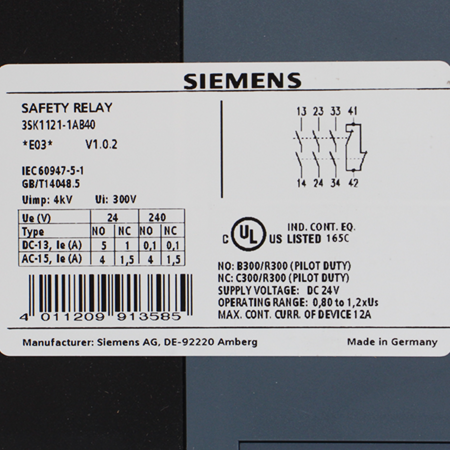 SIEMENS
SAFETY RELAY
3SK1121-1AB40
*E03* V1.0.2
IEC60947-5-1
GB/T14048.5
Uimp: 4kV Ui: 300V
Ue (V) 24 240
Type NO NC NO NC
DC-13, Ie (A) 5 1 0,1 0,1
AC-15, Ie (A) 4 1,5 4 1,5
4 011209 913585
13 23 33 41
14 24 34 42
C UL US IND. CONT. EQ.
LISTED 165C
NO: B300/R300 (PILOT DUTY)
NC: C300/R300 (PILOT DUTY)
SUPPLY VOLTAGE: DC 24V
OPERATING RANGE: 0,80 to 1,2xUs
MAX. CONT. CURR. OF DEVICE 12A
Manufacturer: Siemens AG, DE-92220 Amberg Made in Germany